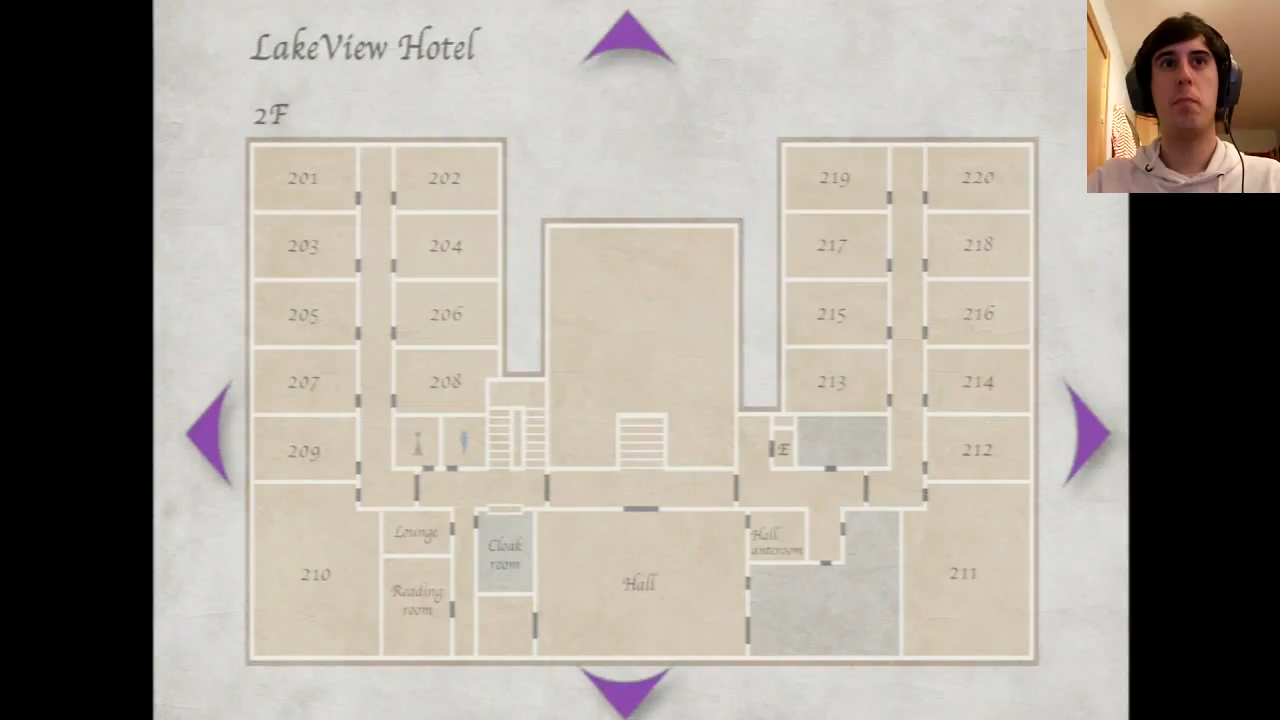 LakeView Hotel
2F
201
202
219
220
203
204
217
218
205
206
215
216
207
208
213
214
209
E
212
Lounge
Cloak
room
Hall
anteroom
210
Reading
room
Hall
211